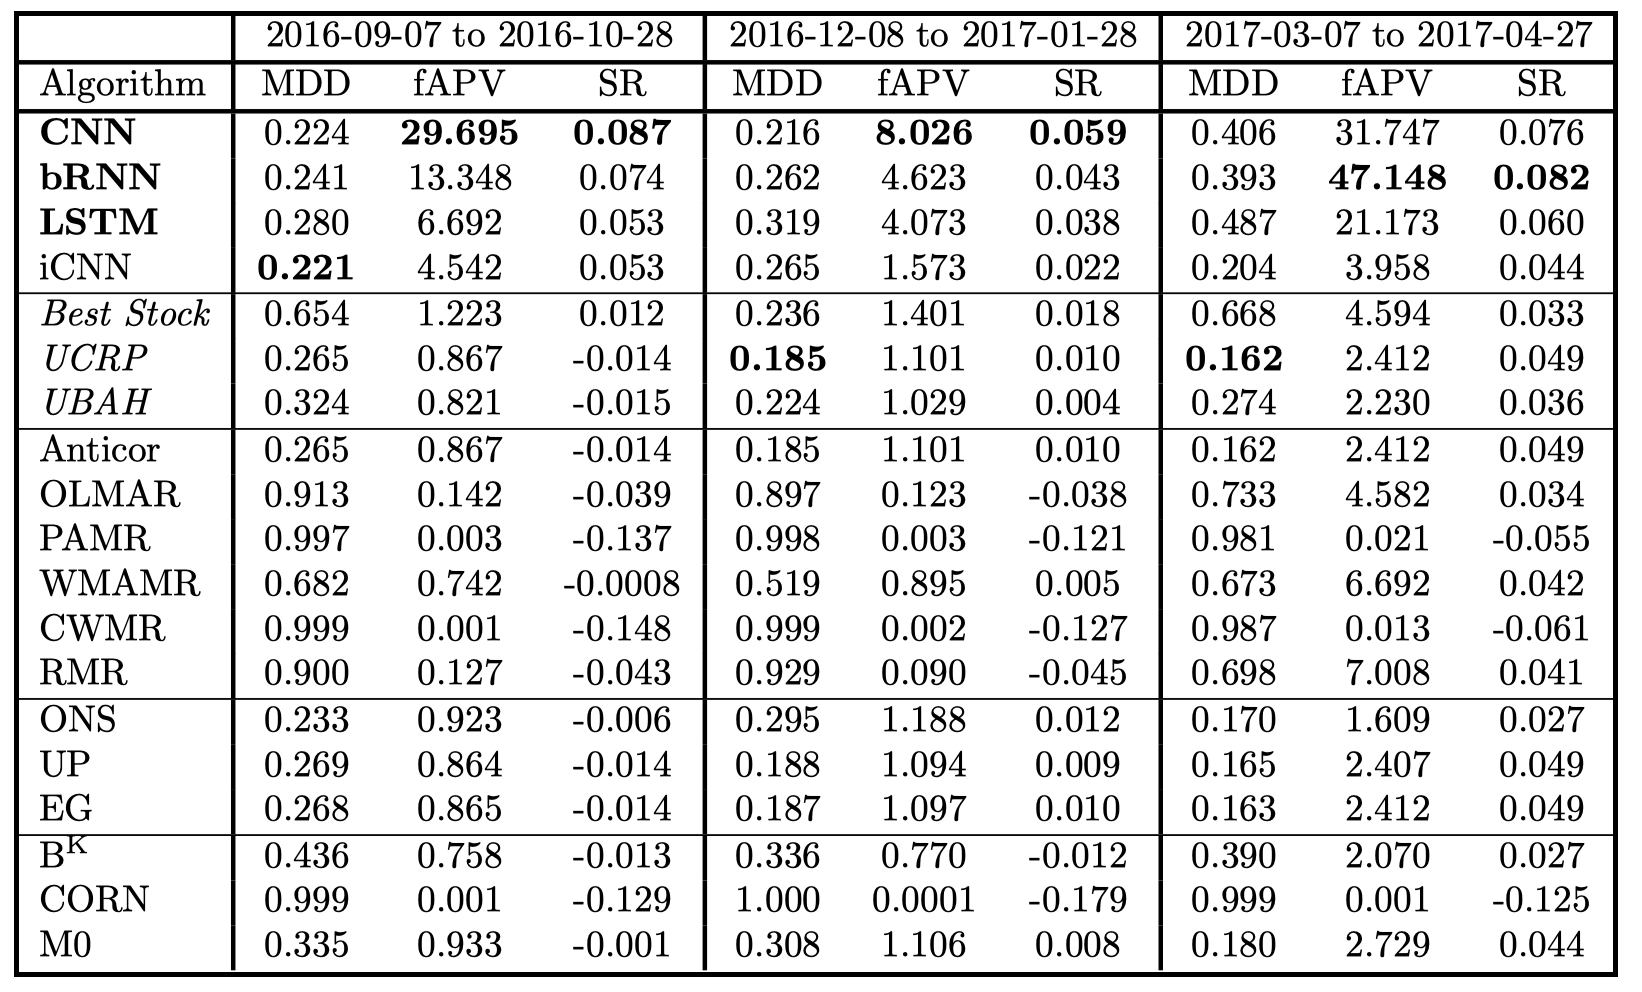 2016-09-07 to 2016-10-28 2016-12-08 to 2017-01-28 2017-03-07 to 2017-04-27
Algorithm MDD fAPV SR MDD fAPV SR MDD fAPV SR
CNN 0.224 29.695 0.087 0.216 8.026 0.059 0.406 31.747 0.076
bRNN 0.241 13.348 0.074 0.262 4.623 0.043 0.393 47.148 0.082
LSTM 0.280 6.692 0.053 0.319 4.073 0.038 0.487 21.173 0.060
iCNN 0.221 4.542 0.053 0.265 1.573 0.022 0.204 3.958 0.044
Best Stock 0.654 1.223 0.012 0.236 1.401 0.018 0.668 4.594 0.033
UCRP 0.265 0.867 -0.014 0.185 1.101 0.010 0.162 2.412 0.049
UBAH 0.324 0.821 -0.015 0.224 1.029 0.004 0.274 2.230 0.036
Anticor 0.265 0.867 -0.014 0.185 1.101 0.010 0.162 2.412 0.049
OLMAR 0.913 0.142 -0.039 0.897 0.123 -0.038 0.733 4.582 0.034
PAMR 0.997 0.003 -0.137 0.998 0.003 -0.121 0.981 0.021 -0.055
WMAMR 0.682 0.742 -0.0008 0.519 0.895 0.005 0.673 6.692 0.042
CWMR 0.999 0.001 -0.148 0.999 0.002 -0.127 0.987 0.013 -0.061
RMR 0.900 0.127 -0.043 0.929 0.090 -0.045 0.698 7.008 0.041
ONS 0.233 0.923 -0.006 0.295 1.188 0.012 0.170 1.609 0.027
UP 0.269 0.864 -0.014 0.188 1.094 0.009 0.165 2.407 0.049
EG 0.268 0.865 -0.014 0.187 1.097 0.010 0.163 2.412 0.049
B^K 0.436 0.758 -0.013 0.336 0.770 -0.012 0.390 2.070 0.027
CORN 0.999 0.001 -0.129 1.000 0.0001 -0.179 0.999 0.001 -0.125
M0 0.335 0.933 -0.001 0.308 1.106 0.008 0.180 2.729 0.044